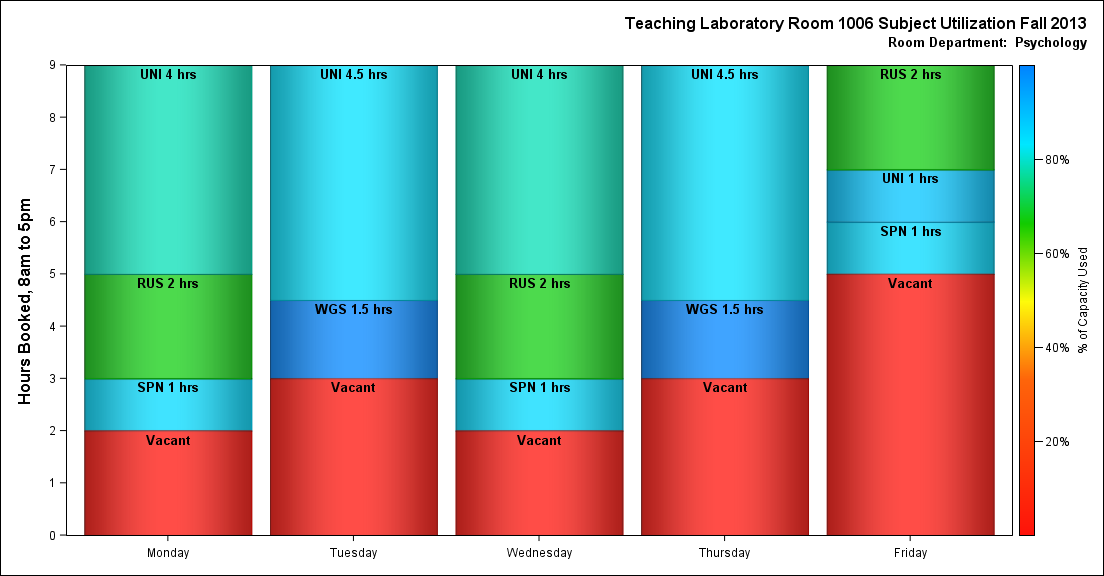 Teaching Laboratory Room 1006 Subject Utilization Fall 2013
Room Department:  Psychology
Hours Booked, 8am to 5pm
9
8
7
6
5
4
3
2
1
0
UNI 4 hrs
RUS 2 hrs
SPN 1 hrs
Vacant
UNI 4.5 hrs
WGS 1.5 hrs
Vacant
UNI 4 hrs
RUS 2 hrs
SPN 1 hrs
Vacant
UNI 4.5 hrs
WGS 1.5 hrs
Vacant
RUS 2 hrs
UNI 1 hrs
SPN 1 hrs
Vacant
Monday
Tuesday
Wednesday
Thursday
Friday
80%
60%
40%
20%
% of Capacity Used